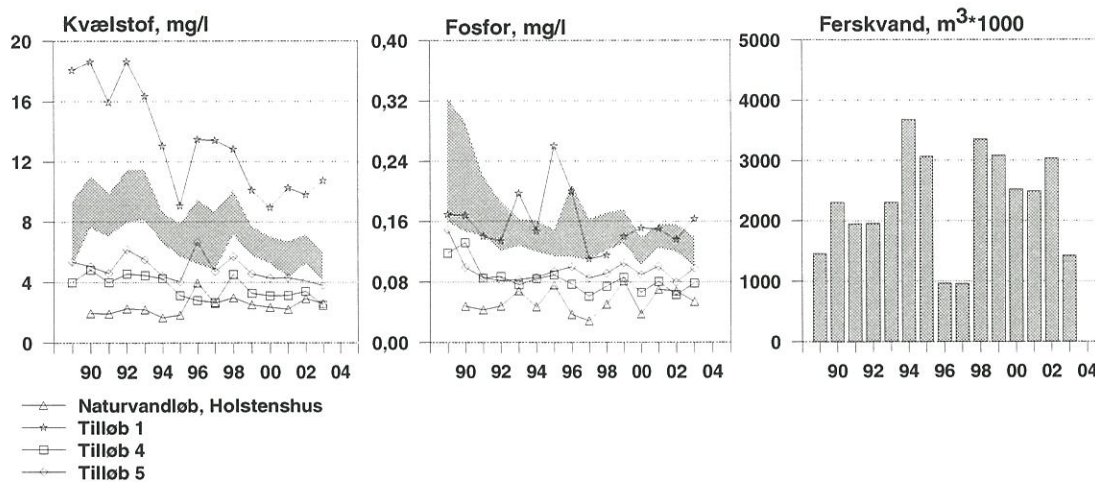 Kvælstof, mg/l
20
16
12
8
4
0
90 92 94 96 98 00 02 04
Fosfor, mg/l
0,40
0,32
0,24
0,16
0,08
0,00
90 92 94 96 98 00 02 04
Ferskvand, m3*1000
5000
4000
3000
2000
1000
0
90 92 94 96 98 00 02 04
Naturvandløb, Holstenshus
Tilløb 1
Tilløb 4
Tilløb 5